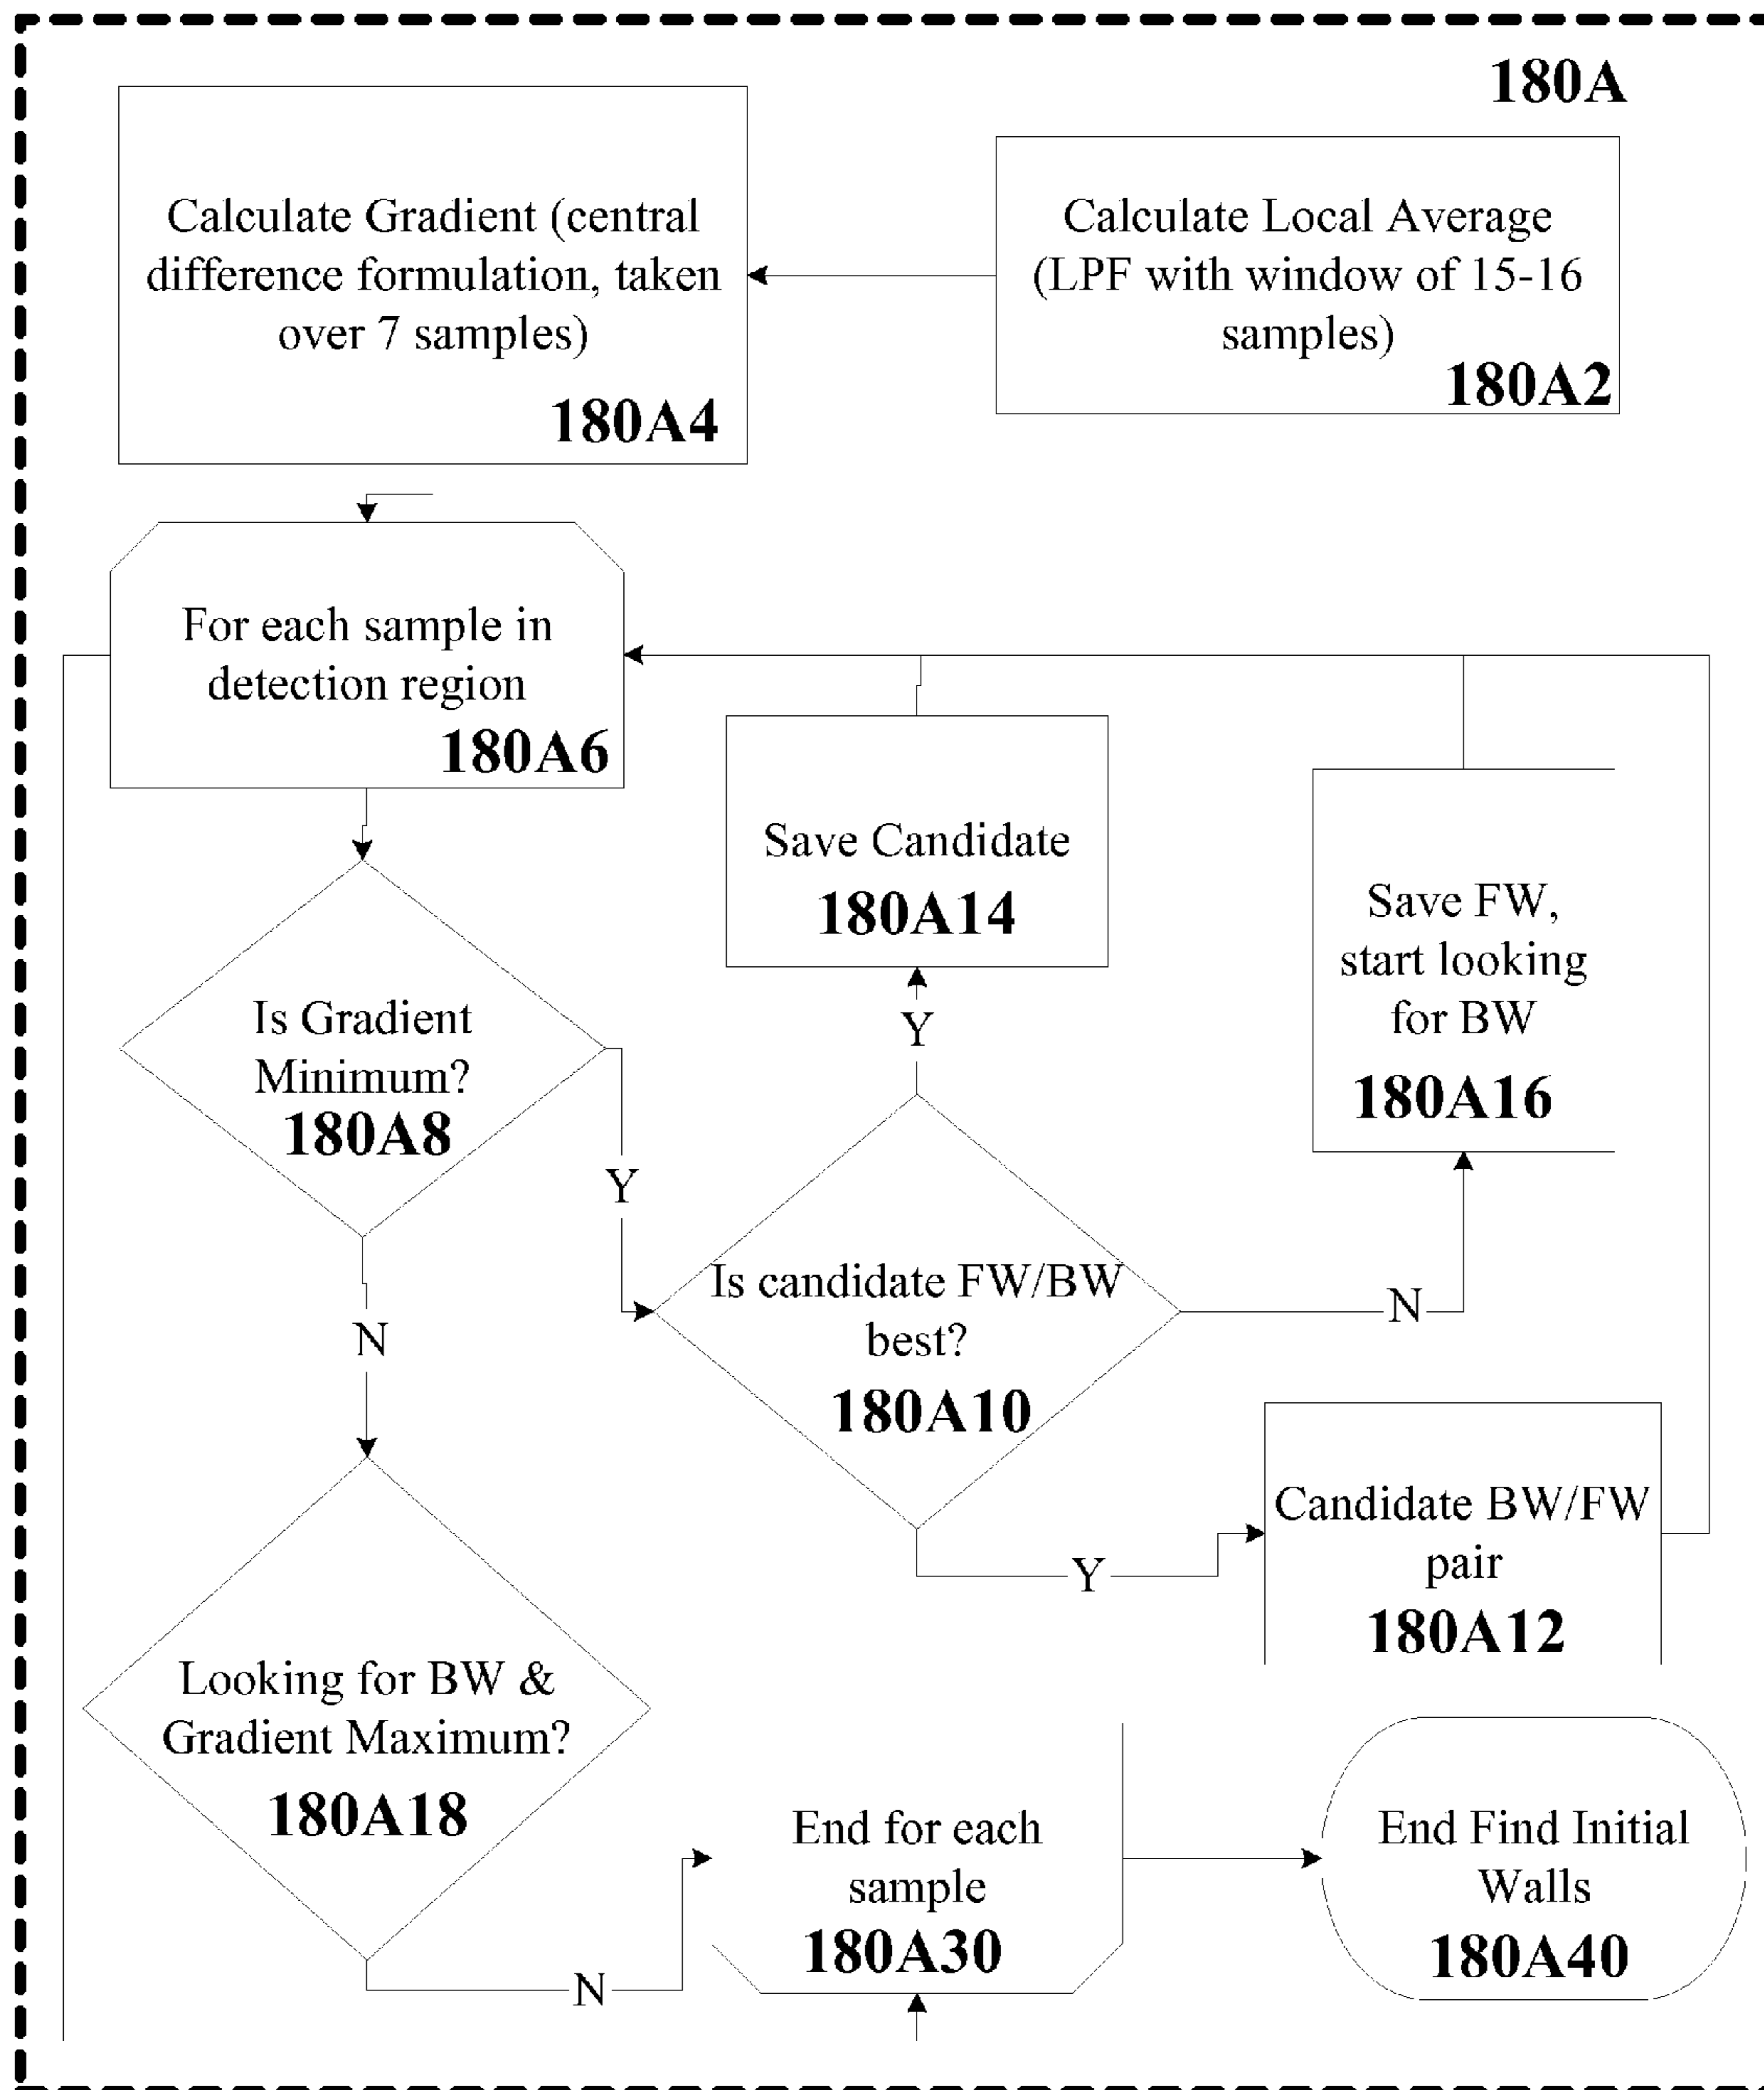 180A
Calculate Gradient (central
difference formulation, taken
over 7 samples)
180A4
Calculate Local Average
(LPF with window of 15-16
samples)
180A2
For each sample in
detection region
180A6
Save Candidate
180A14
Save FW,
start looking
for BW
180A16
Is Gradient
Minimum?
180A8
Y
Y
N
Is candidate FW/BW
best?
180A10
N
Y
Candidate BW/FW
pair
180A12
Looking for BW &
Gradient Maximum?
180A18
N
End for each
sample
180A30
End Find Initial
Walls
180A40